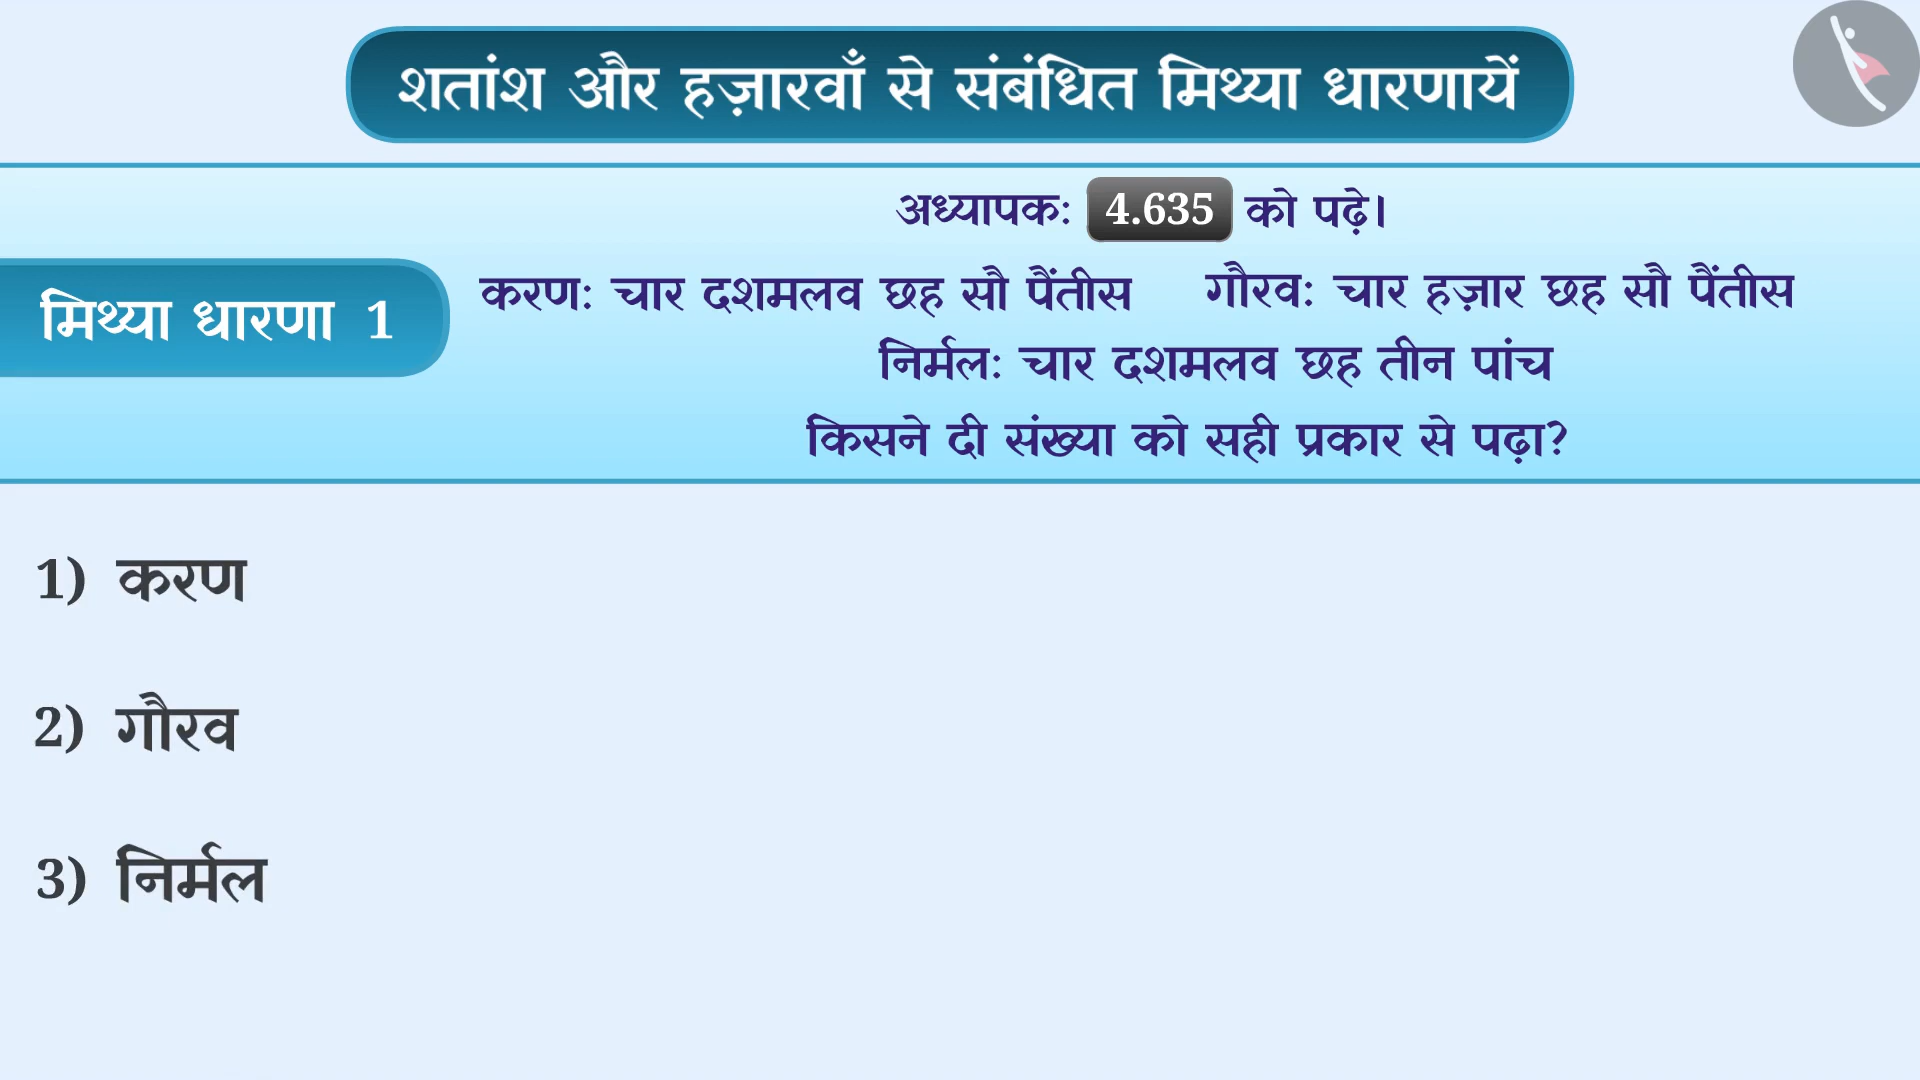 शतांश और हज़ारवाँ से संबंधित मिथ्या धारणायें
अध्यापक: 4.635 को पढ़े।
मिथ्या धारणा 1
करण: चार दशमलव छह सौ पैंतीस गौरव: चार हज़ार छह सौ पैंतीस
निर्मल: चार दशमलव छह तीन पांच
किसने दी संख्या को सही प्रकार से पढ़ा?
1) करण
2) गौरव
3) निर्मल